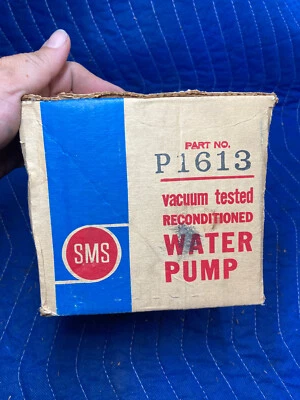 PART NO.
P1613
vacuum tested
RECONDITIONED
WATER
PUMP
SMS